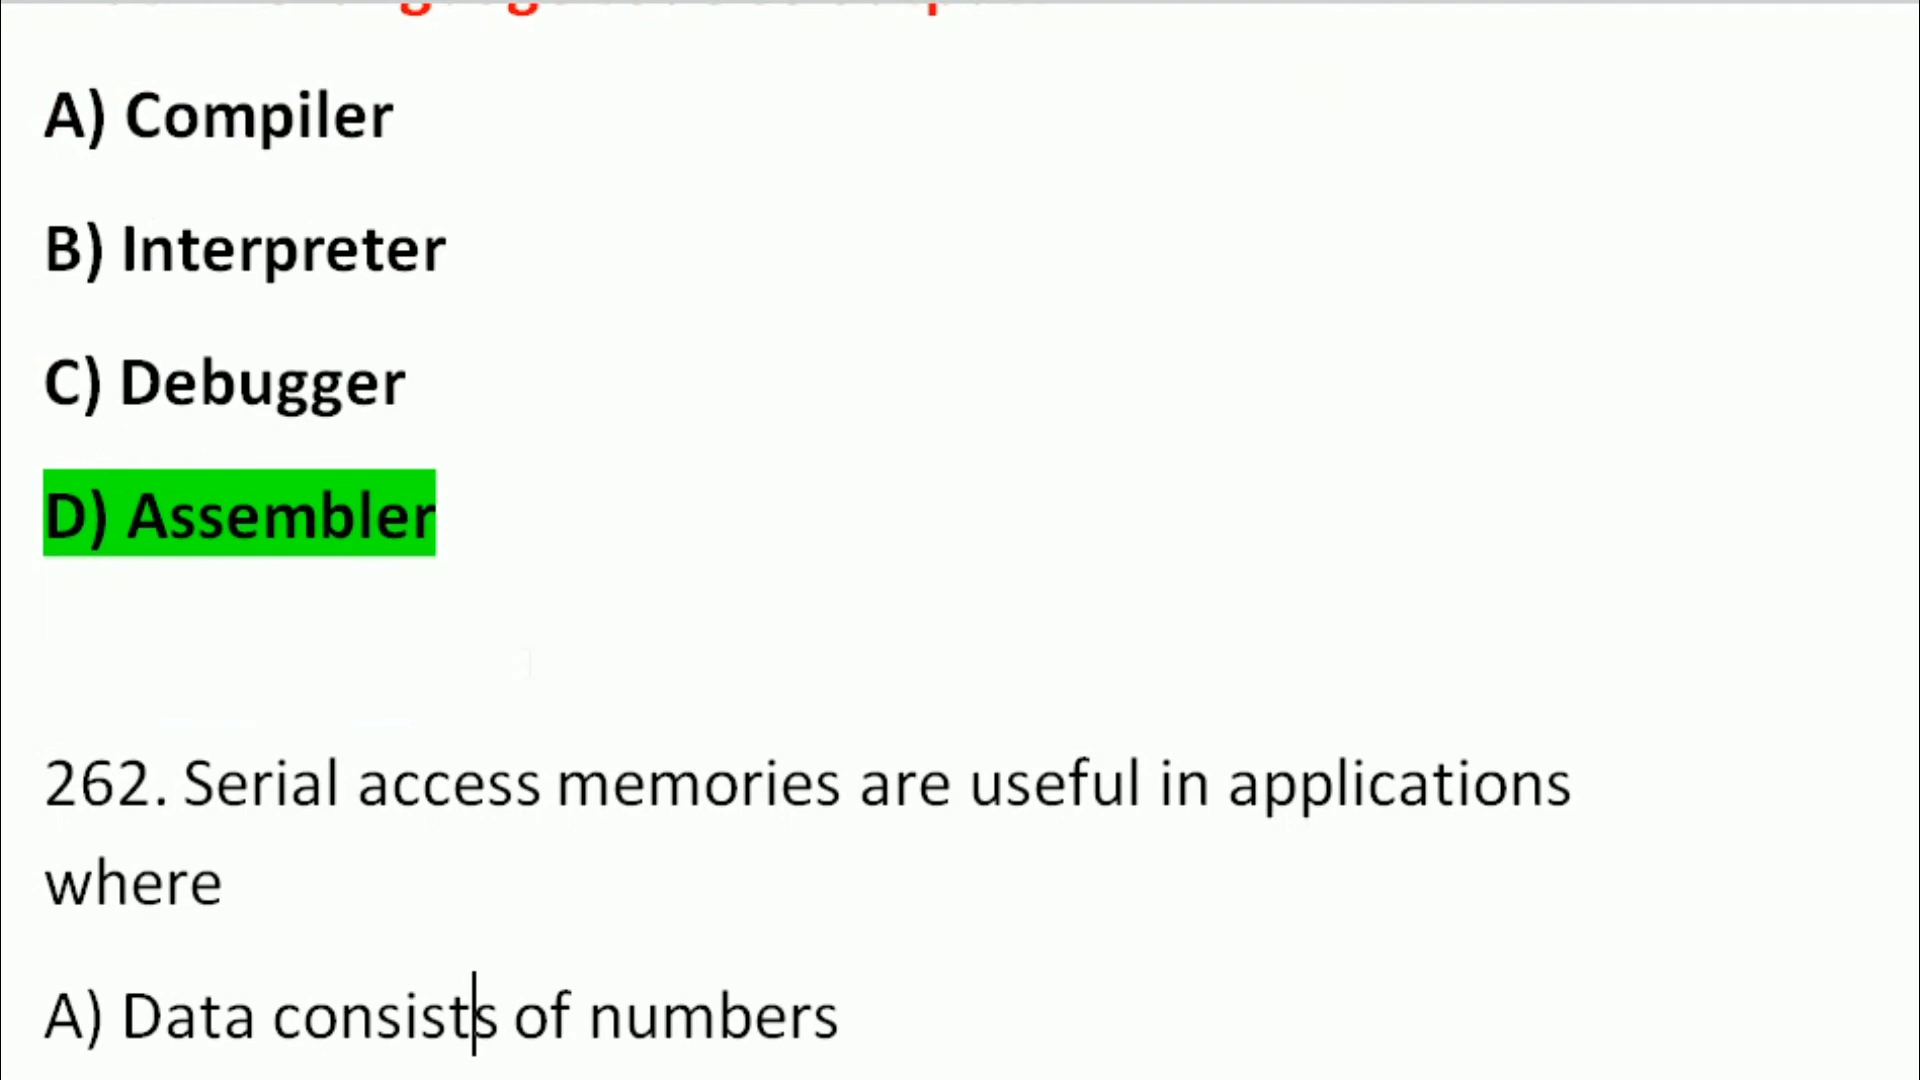 A) Compiler
B) Interpreter
C) Debugger
D) Assembler
262. Serial access memories are useful in applications
where
A) Data consists of numbers